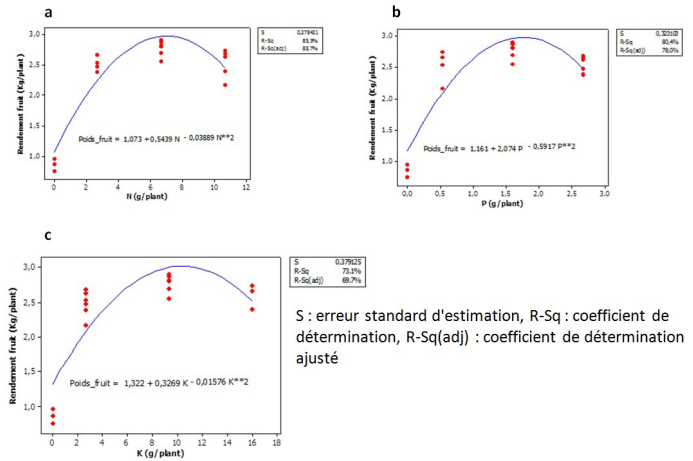 a
S 0,278421
R-Sq 83,9%
R-Sq(adj) 83,7%
Rendement fruit (Kg/plant)
3,0
2,5
2,0
1,5
1,0
Poids_fruit = 1,073 +0,5439 N - 0,03889 N**2
0 2 4 6 8 10 12
N (g/plant)
b
S 0,323103
R-Sq 80,4%
R-Sq(adj) 78,0%
Rendement fruit (Kg/plant)
3,0
2,5
2,0
1,5
1,0
Poids_fruit = 1,161 + 2,074 P - 0,5917 P**2
0,0 0,5 1,0 1,5 2,0 2,5 3,0
P (g/plant)
c
S 0,379125
R-Sq 73.1%
R-Sq(adj) 69,7%
Rendement fruit (Kg/plant)
3,0
2,5
2,0
1,5
1,0
Poids_fruit = 1,322 + 0,3269 K - 0,01576 K**2
0 2 4 6 8 10 12 14 16 18
K (g/plant)
S : erreur standard d'estimation, R-Sq : coefficient de
détermination, R-Sq(adj) : coefficient de détermination
ajusté